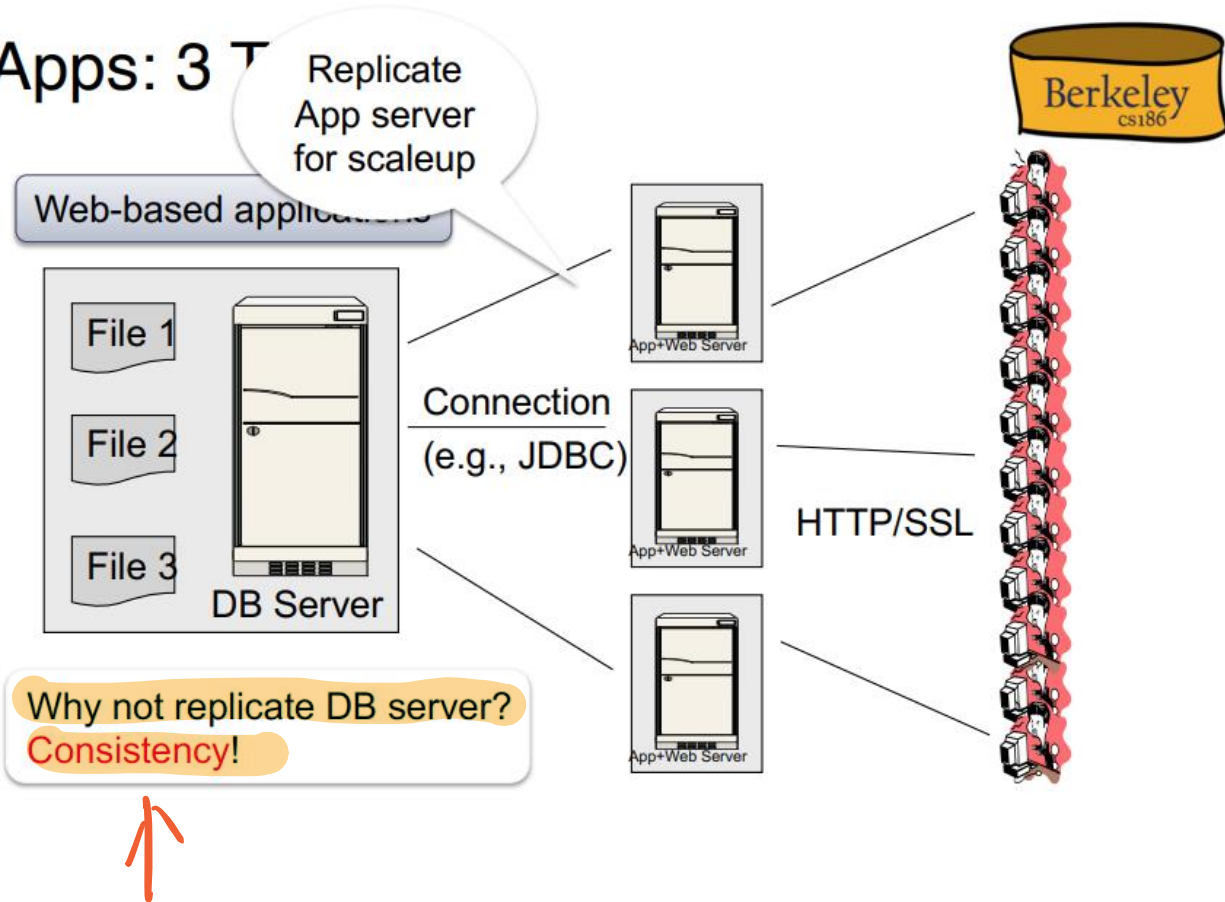 Apps: 3 T
Replicate
App server
for scaleup
Berkeley
cs186
Web-based
File 1
File 2
File 3
DB Server
Connection
(e.g., JDBC)
App+Web Server
App+Web Server
App+Web Server
HTTP/SSL
Why not replicate DB server?
Consistency!